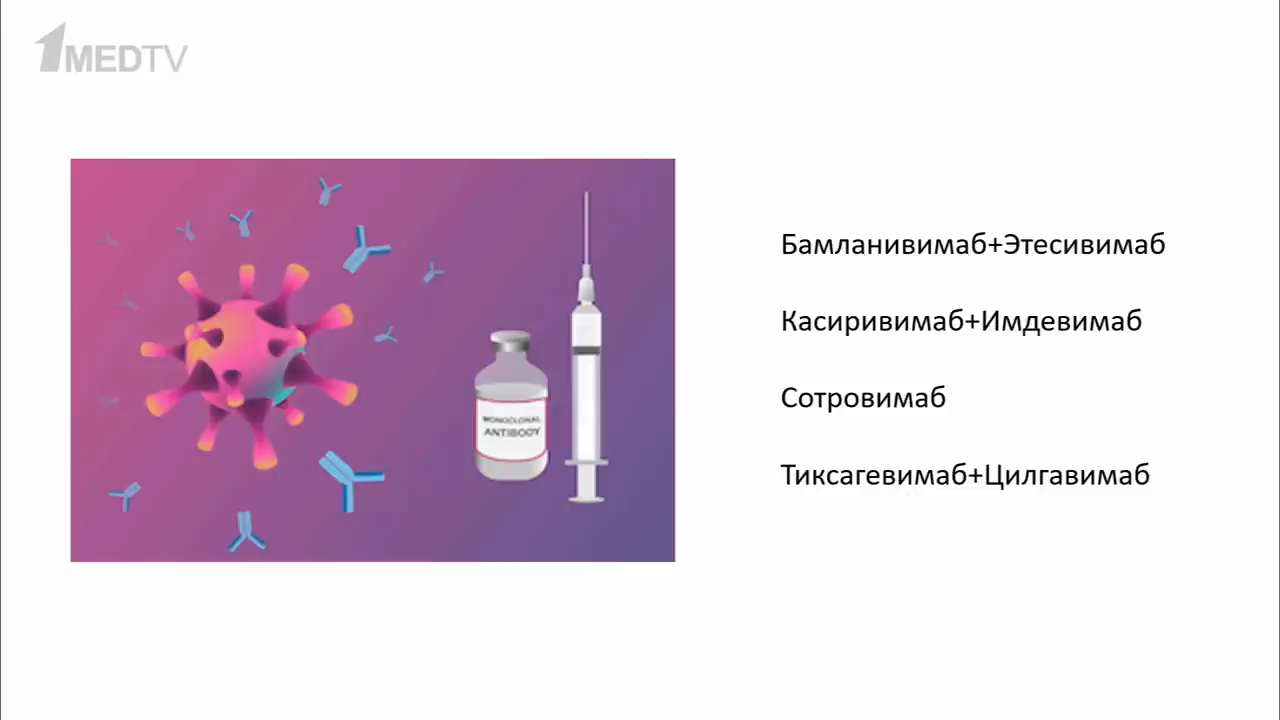 1MEDTV
MONOCLONAL
ANTIBODY
Бамланивимаб+Этесивимаб
Касиривимаб+Имдевимаб
Сотровимаб
Тиксагевимаб+Цилгавимаб